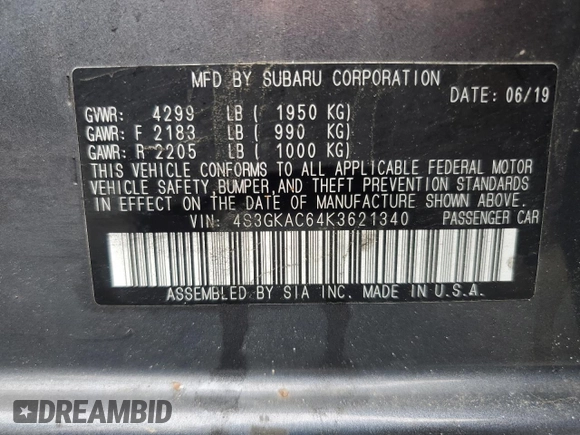 MFD BY SUBARU CORPORATION
DATE: 06/19
GVWR: 4299 LB ( 1950 KG)
GAWR: F 2183 LB ( 990 KG)
GAWR: R 2205 LB ( 1000 KG)
THIS VEHICLE CONFORMS TO ALL APPLICABLE FEDERAL MOTOR
VEHICLE SAFETY, BUMPER, AND THEFT PREVENTION STANDARDS
IN EFFECT ON THE DATE OF MANUFACTURE SHOWN ABOVE.
VIN: 4S3GKAC64K3621340 PASSENGER CAR
ASSEMBLED BY SIA INC. MADE IN U.S.A.
DREAMBID